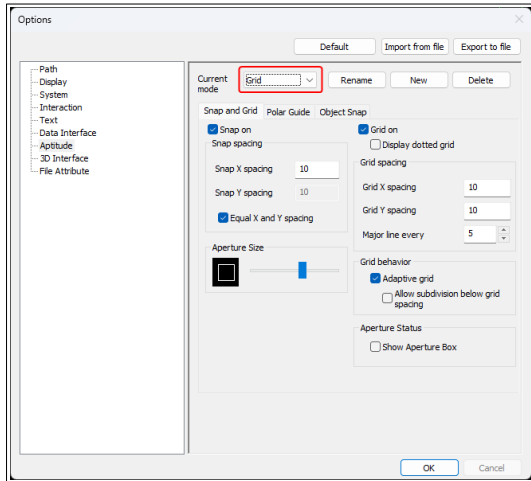 Options
Default Import from file Export to file
Path
Display
System
Interaction
Text
Data Interface
Aptitude
3D Interface
File Attribute
Current mode Grid Rename New Delete
Snap and Grid Polar Guide Object Snap
Snap on
Snap spacing
Snap X spacing 10
Snap Y spacing 10
Equal X and Y spacing
Aperture Size
Grid on
Display dotted grid
Grid spacing
Grid X spacing 10
Grid Y spacing 10
Major line every 5
Grid behavior
Adaptive grid
Allow subdivision below grid
spacing
Aperture Status
Show Aperture Box
OK Cancel